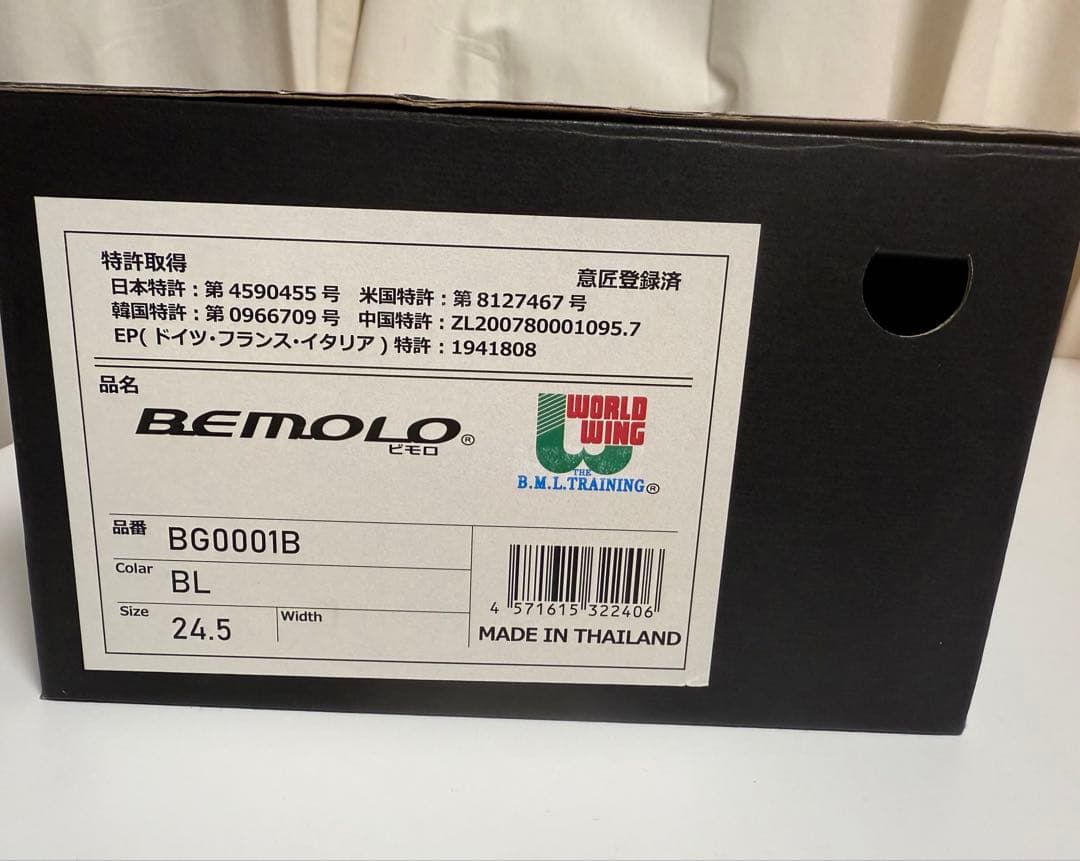 特許取得
意匠登録済
日本特許：第 4590455 号 米国特許：第 8127467 号
韓国特許：第 0966709 号 中国特許：ZL200780001095.7
EP( ドイツ・フランス・イタリア ) 特許：1941808
品名
BEMOLO®
ビモロ
WORLD
WING
THE
B.M.L.TRAINING®
品番 BG0001B
Colar BL
Size 24.5 Width
4 571615 322406
MADE IN THAILAND